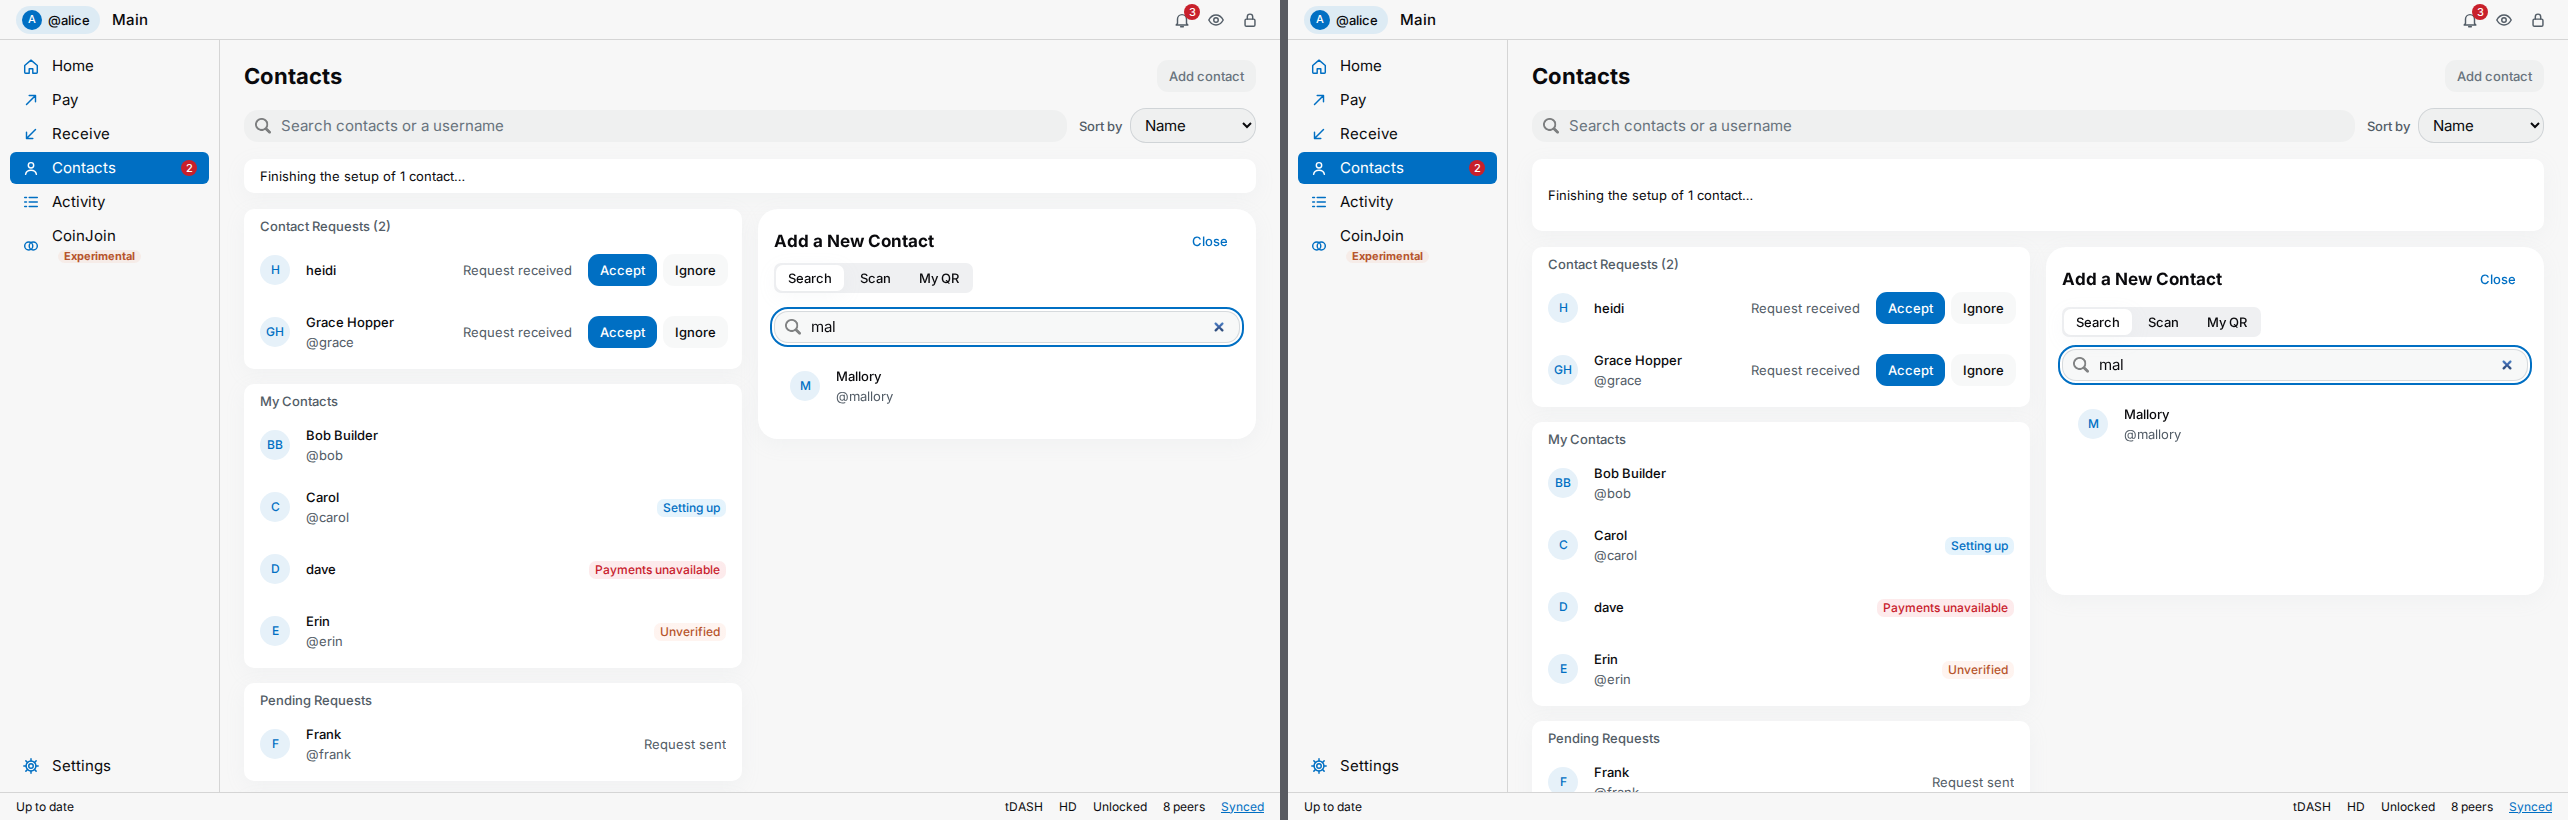 A @alice Main 3
Home
Pay
Receive
Contacts 2
Activity
CoinJoin
Experimental
Settings
Contacts
Add contact
Search contacts or a username
Sort by Name
Finishing the setup of 1 contact...
Contact Requests (2)
H heidi Request received Accept Ignore
GH Grace Hopper Request received Accept Ignore
@grace
My Contacts
BB Bob Builder
@bob
C Carol Setting up
@carol
D dave Payments unavailable
E Erin Unverified
@erin
Pending Requests
F Frank Request sent
@frank
Add a New Contact Close
Search Scan My QR
mal
M Mallory
@mallory
Up to date tDASH HD Unlocked 8 peers Synced
A @alice Main 3
Home
Pay
Receive
Contacts 2
Activity
CoinJoin
Experimental
Settings
Contacts
Add contact
Search contacts or a username
Sort by Name
Finishing the setup of 1 contact...
Contact Requests (2)
H heidi Request received Accept Ignore
GH Grace Hopper Request received Accept Ignore
@grace
My Contacts
BB Bob Builder
@bob
C Carol Setting up
@carol
D dave Payments unavailable
E Erin Unverified
@erin
Pending Requests
F Frank Request sent
@frank
Add a New Contact Close
Search Scan My QR
mal
M Mallory
@mallory
Up to date tDASH HD Unlocked 8 peers Synced